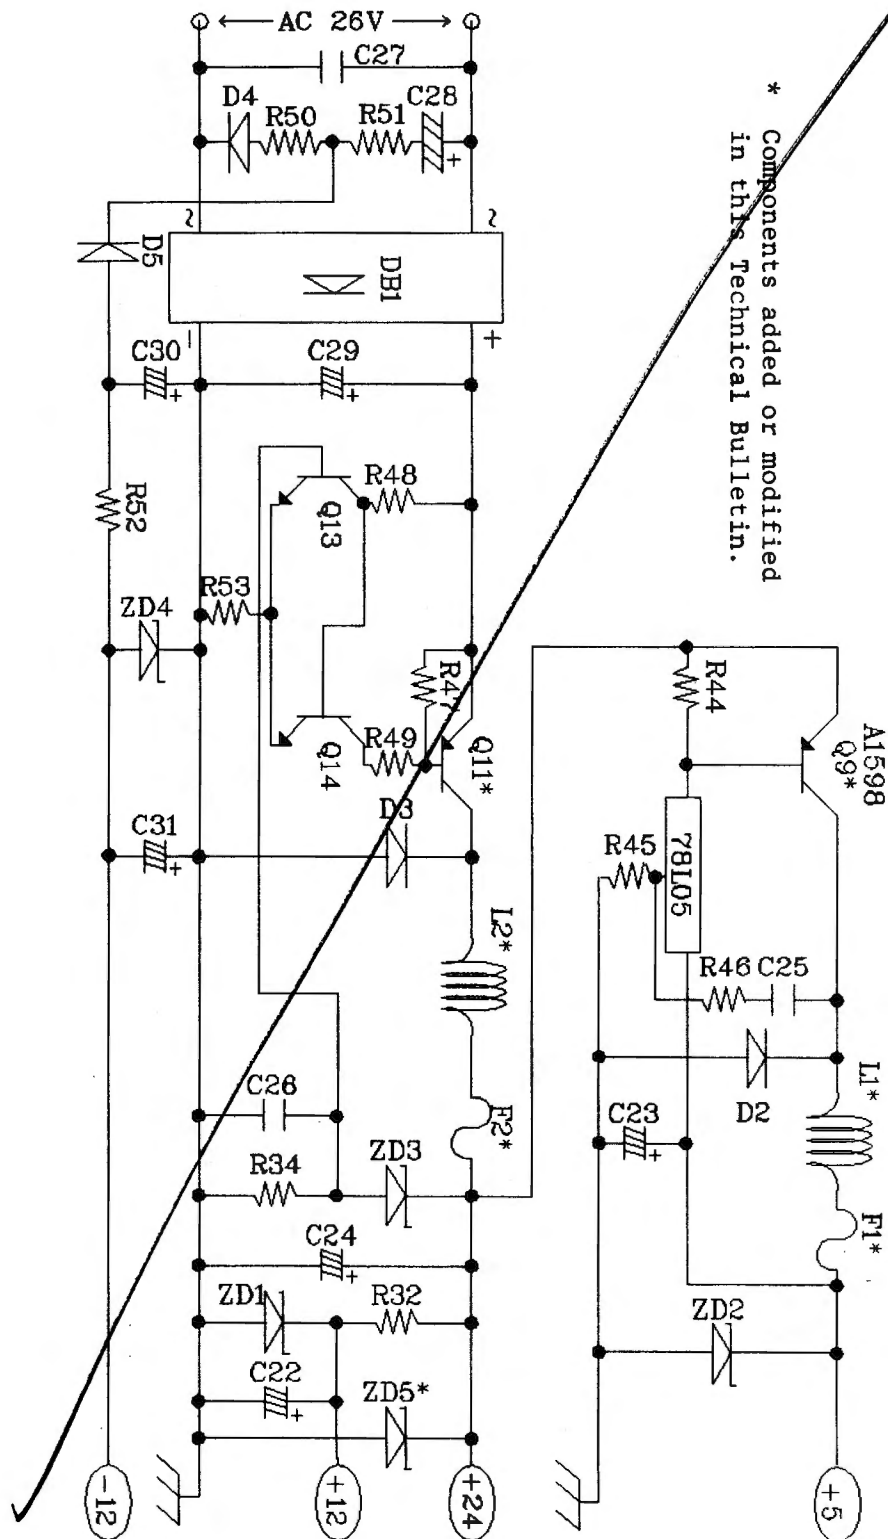 AC 26V
C27
D4
R50
R51
C28
+
* Components added or modified
in this Technical Bulletin.
~
~
D5
DB1
-
+
C30
+
C29
+
R48
Q13
R52
R53
ZD4
R47
R44
Q14
R49
Q11*
A1598
Q9*
C31
+
D3
R45
78L05
L2*
R46
C25
C26
F2*
D2
L1*
C23
+
R34
ZD3
F1*
C24
+
ZD1
R32
ZD2
C22
+
ZD5*
-12
+12
+24
+5